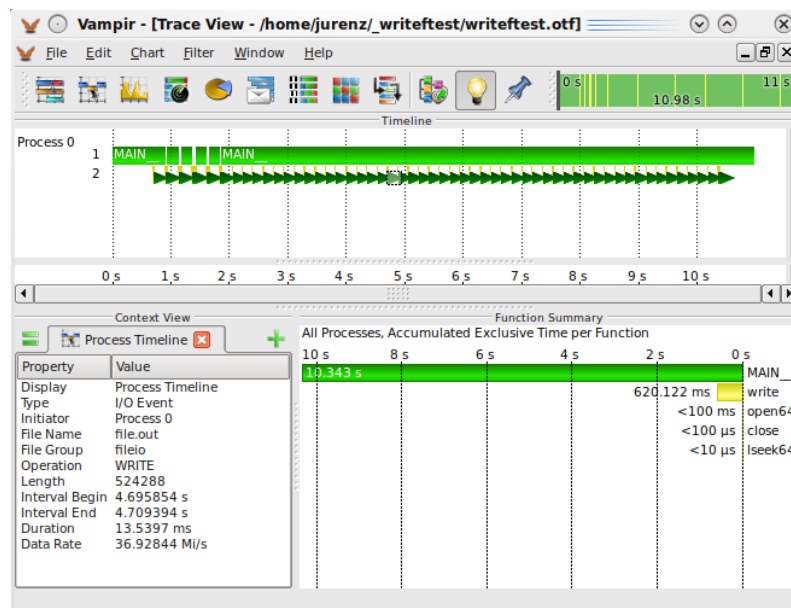 Vampir - [Trace View - /home/jurenz/_writeftest/writeftest.otf]
File Edit Chart Filter Window Help
0 s 11 s
10.98 s
Timeline
Process 0
1 MAIN__ MAIN__
2
0 s 1 s 2 s 3 s 4 s 5 s 6 s 7 s 8 s 9 s 10 s
Context View
Process Timeline
Property Value
Display Process Timeline
Type I/O Event
Initiator Process 0
File Name file.out
File Group fileio
Operation WRITE
Length 524288
Interval Begin 4.695854 s
Interval End 4.709394 s
Duration 13.5397 ms
Data Rate 36.92844 Mi/s
Function Summary
All Processes, Accumulated Exclusive Time per Function
10 s 8 s 6 s 4 s 2 s 0 s
10.343 s MAIN__
620.122 ms write
<100 ms open64
<100 µs close
<10 µs lseek64